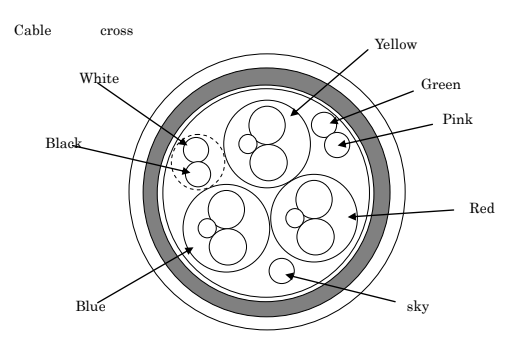 Cable cross
Yellow
White
Green
Pink
Black
Red
Blue
sky